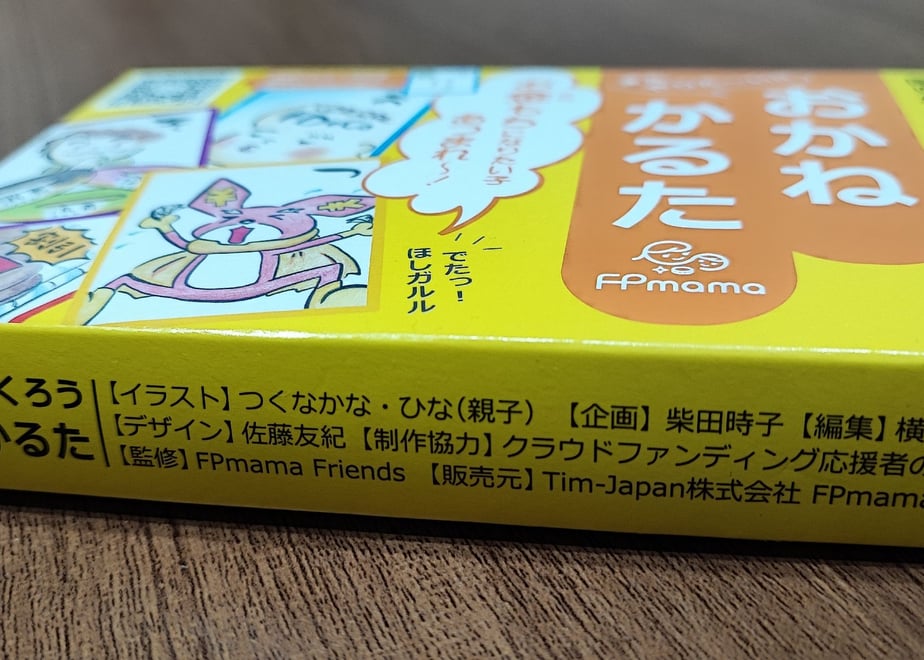 おかね
かるた
FPmama
あつまれ〜!
でたっ!
ほしガルル
くろう
かるた
【イラスト】つくなかな・ひな(親子) 【企画】柴田時子【編集】横
【デザイン】佐藤友紀【制作協力】クラウドファンディング応援者の
【監修】FPmama Friends 【販売元】Tim-Japan株式会社 FPmama